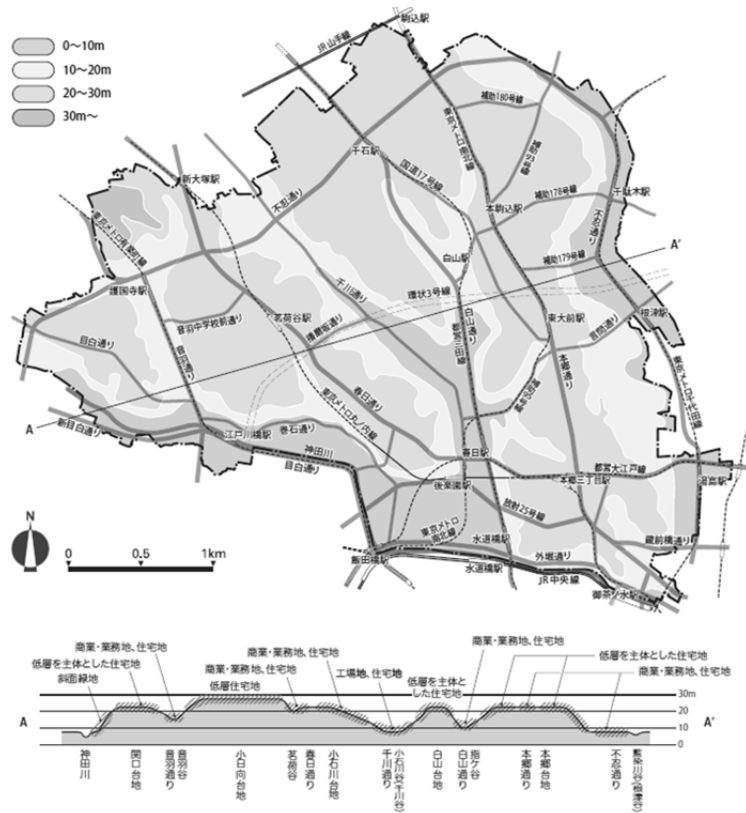 0～10m
10～20m
20～30m
30m～
駒込駅
JR山手線
補助180号線
東京メトロ南北線
千石駅
国道17号線
新大塚駅
不忍通り
本駒込駅
補助178号線
千駄木駅
不忍通り
東京メトロ有楽町線
護国寺駅
白山駅
補助179号線
A'
千川通り
環状3号線
白山通り
都営三田線
音羽中学校前通り
茗荷谷駅
播磨坂通り
東大前駅
根津駅
言問通り
目白通り
音羽通り
本郷通り
東京メトロ千代田線
A
新目白通り
江戸川橋駅
巻石通り
春日通り
東京メトロ丸ノ内線
神田川
目白通り
春日駅
都営大江戸線
本郷三丁目駅
湯島駅
後楽園駅
放射25号線
東京メトロ
南北線
水道橋駅
蔵前橋通り
外堀通り
飯田橋駅
水道橋駅
JR中央線
御茶ノ水駅
N
0 0.5 1km
商業・業務地、住宅地
低層を主体とした住宅地
斜面緑地
商業・業務地、住宅地
商業・業務地、住宅地
低層住宅地
工場地、住宅地
商業・業務地、住宅地
低層を主体と
した住宅地
低層を主体とした住宅地
商業・業務地、住宅地
30m
20
10
0
A
A'
神田川
関口台地
音羽通り
音羽谷
小日向台地
茗荷谷
春日通り
小石川台地
千川通り
小石川谷(千川谷)
白山台地
白山通り
指ケ谷
本郷通り
本郷台地
不忍通り
藍染川谷(根津谷)